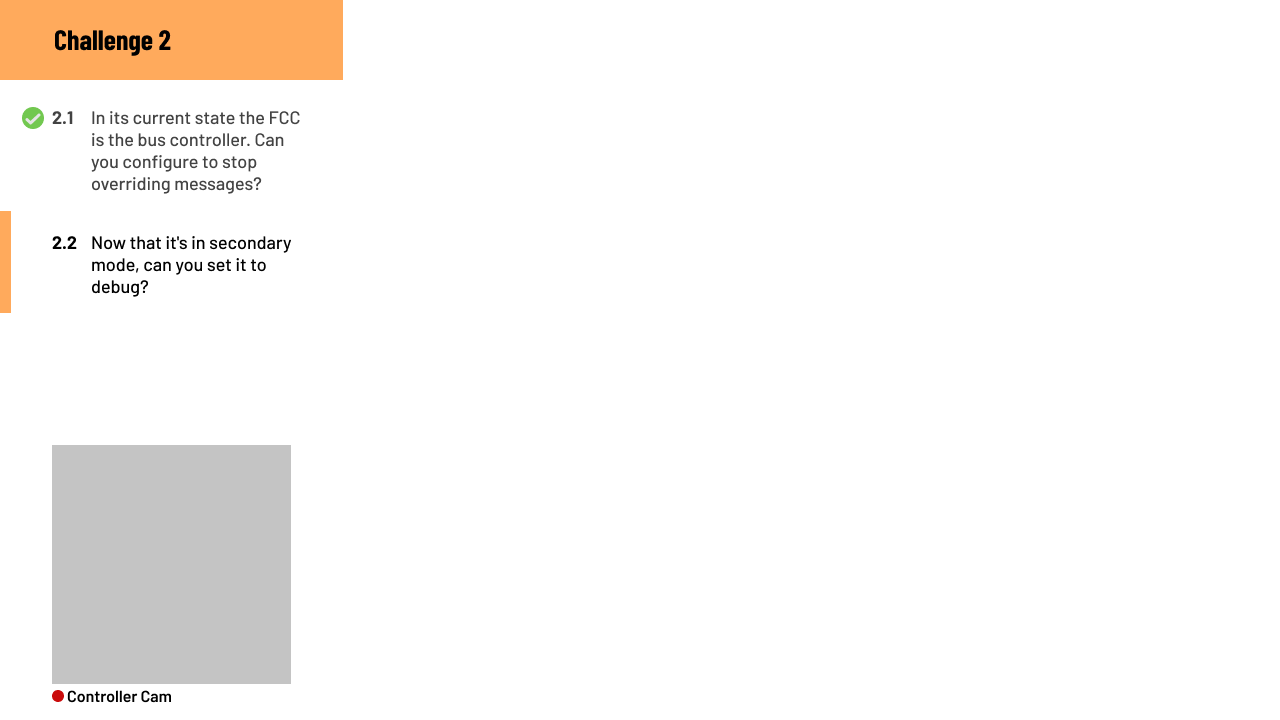 Challenge 2
2.1 In its current state the FCC
is the bus controller. Can
you configure to stop
overriding messages?
2.2 Now that it's in secondary
mode, can you set it to
debug?
Controller Cam